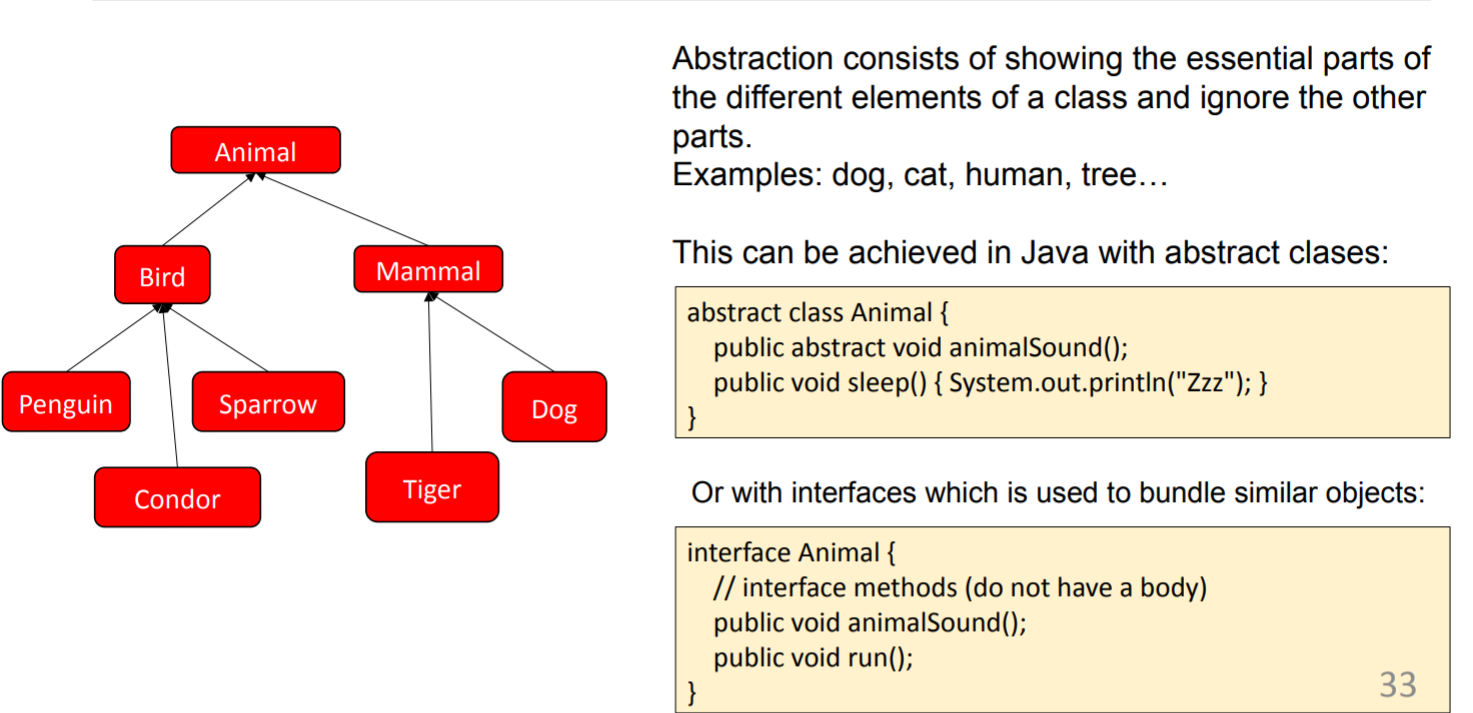 Animal
Bird
Mammal
Penguin
Sparrow
Dog
Condor
Tiger
Abstraction consists of showing the essential parts of
the different elements of a class and ignore the other
parts.
Examples: dog, cat, human, tree…
This can be achieved in Java with abstract clases:
abstract class Animal {
public abstract void animalSound();
public void sleep() { System.out.println("Zzz"); }
}
Or with interfaces which is used to bundle similar objects:
interface Animal {
// interface methods (do not have a body)
public void animalSound();
public void run();
}
33